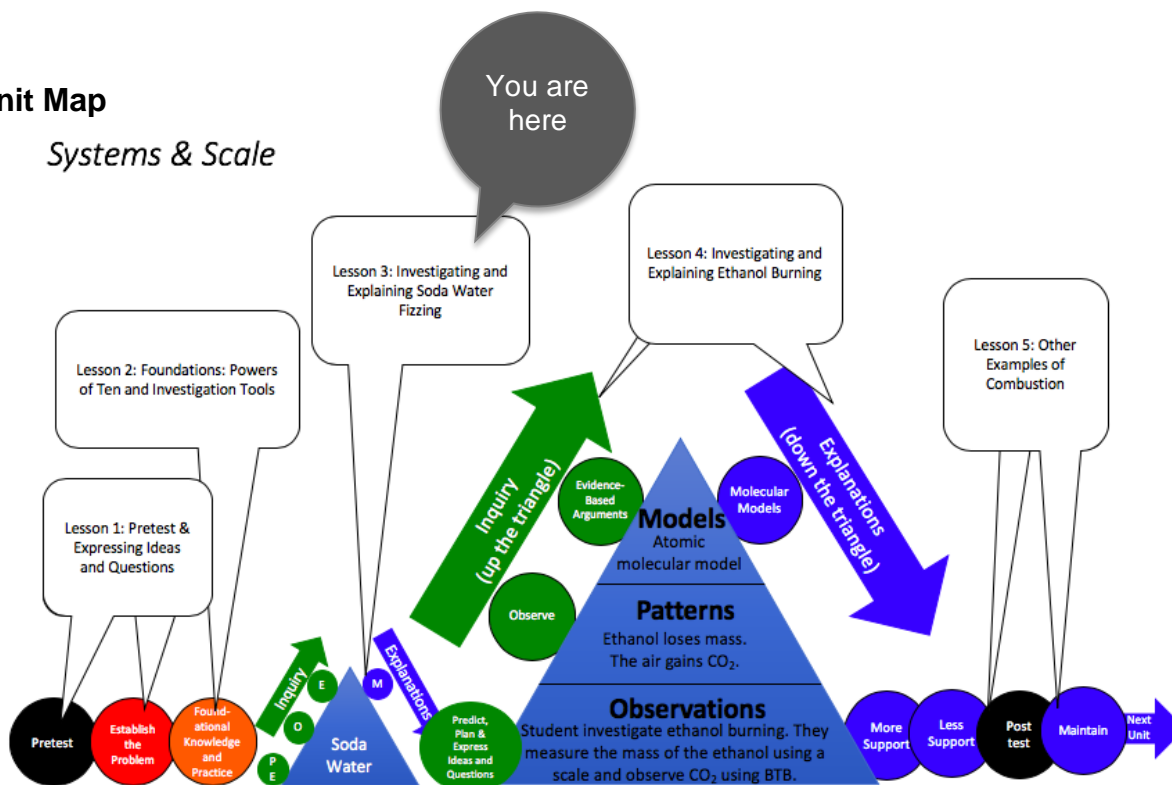 You are
here
nit Map
Systems & Scale
Lesson 3: Investigating and
Explaining Soda Water
Fizzing
Lesson 4: Investigating and
Explaining Ethanol Burning
Lesson 2: Foundations: Powers
of Ten and Investigation Tools
Lesson 5: Other
Examples of
Combustion
Lesson 1: Pretest &
Expressing Ideas
and Questions
Inquiry
(up the triangle)
Explanations
(down the triangle)
Evidence-
Based
Arguments
Molecular
Models
Models
Atomic
molecular model
Observe
Patterns
Ethanol loses mass.
The air gains CO₂.
Pretest
Establish
the
Problem
Found-
ational
Knowledge
and
Practice
Inquiry
P
E
O
E
M
Soda
Water
Explanations
Predict,
Plan &
Express
Ideas and
Questions
Observations
Student investigate ethanol burning. They
measure the mass of the ethanol using a
scale and observe CO₂ using BTB.
More
Support
Less
Support
Post
test
Maintain
Next
Unit